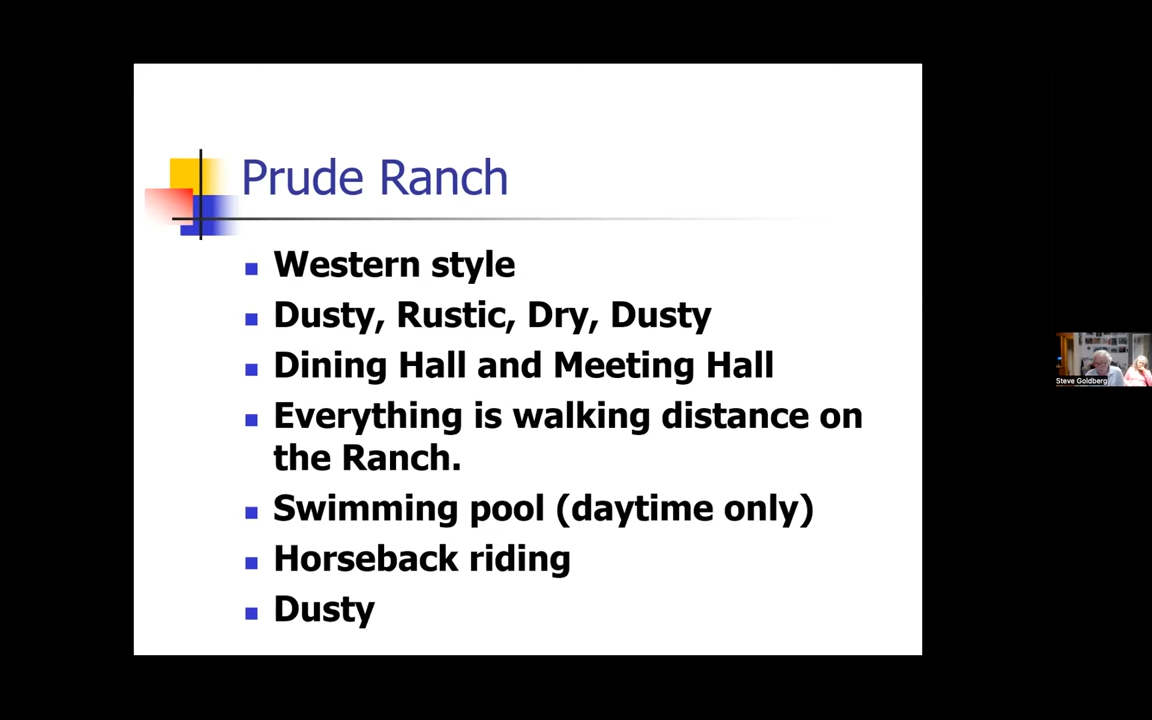 Prude Ranch
Western style
Dusty, Rustic, Dry, Dusty
Dining Hall and Meeting Hall
Everything is walking distance on
the Ranch.
Swimming pool (daytime only)
Horseback riding
Dusty
Steve Goldberg